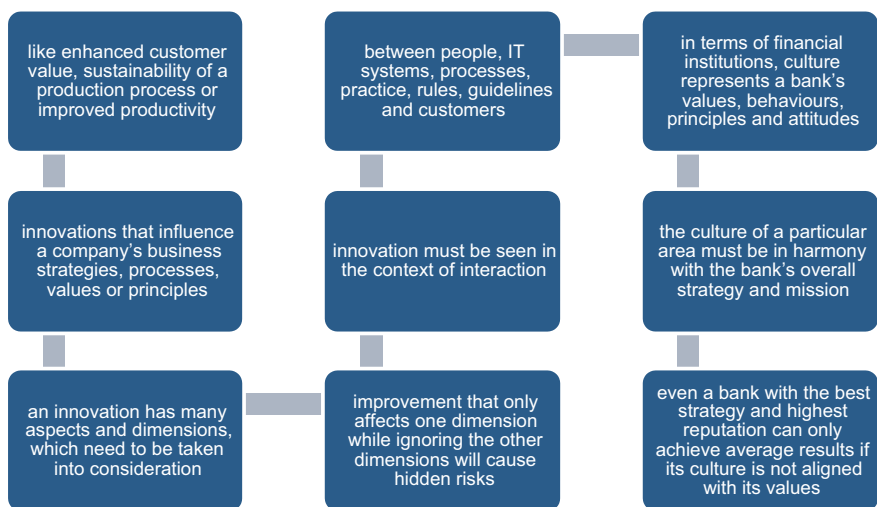 like enhanced customer
value, sustainability of a
production process or
improved productivity
innovations that influence
a company's business
strategies, processes,
values or principles
an innovation has many
aspects and dimensions,
which need to be taken
into consideration
improvement that only
affects one dimension
while ignoring the other
dimensions will cause
hidden risks
innovation must be seen in
the context of interaction
between people, IT
systems, processes,
practice, rules, guidelines
and customers
in terms of financial
institutions, culture
represents a bank's
values, behaviours,
principles and attitudes
the culture of a particular
area must be in harmony
with the bank's overall
strategy and mission
even a bank with the best
strategy and highest
reputation can only
achieve average results if
its culture is not aligned
with its values